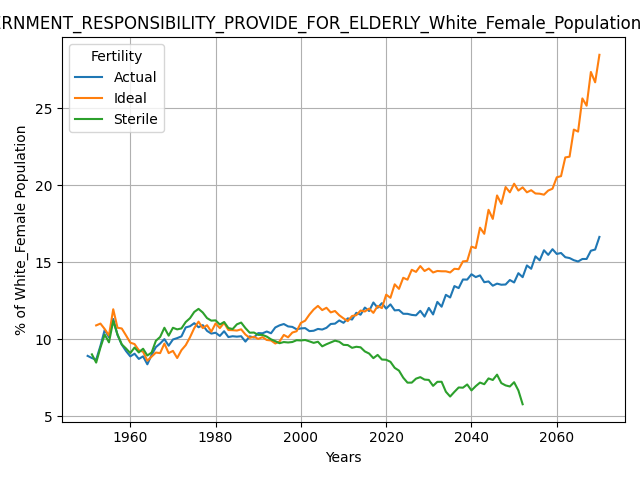 ERNMENT_RESPONSIBILITY_PROVIDE_FOR_ELDERLY_White_Female_Population
Fertility
Actual
Ideal
Sterile
% of White_Female Population
25
20
15
10
5
1960 1980 2000 2020 2040 2060
Years